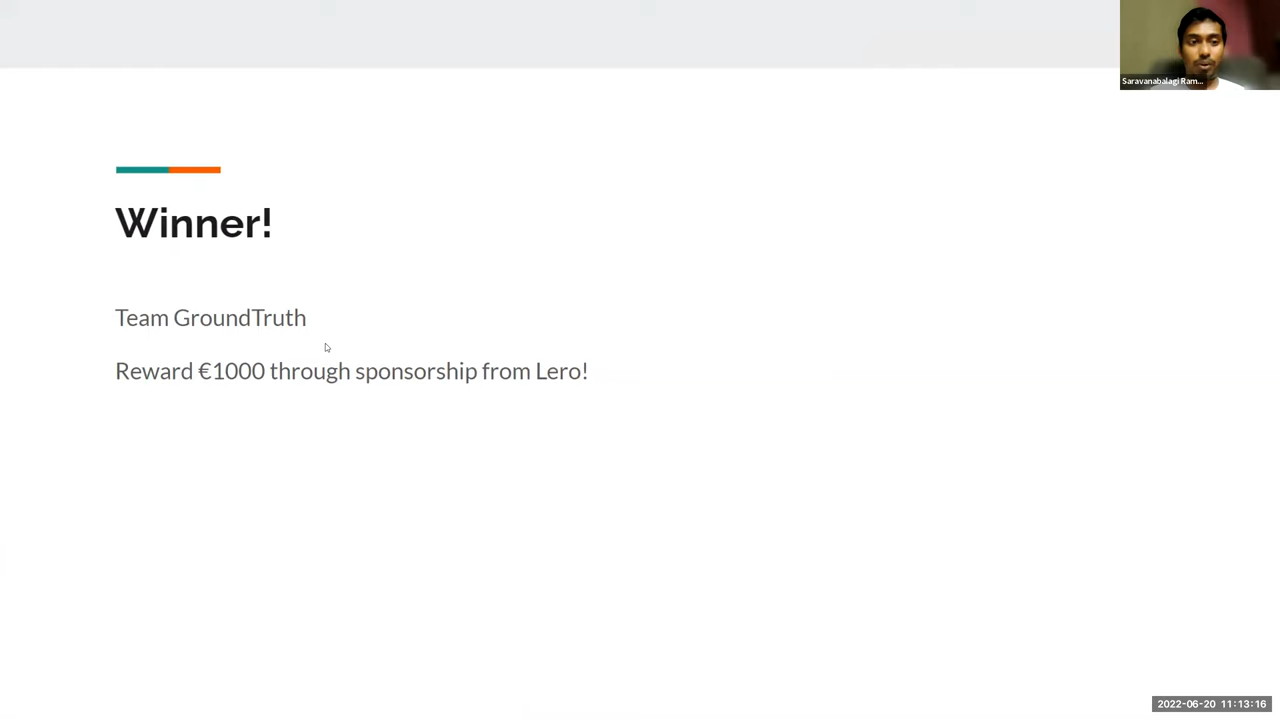 Saravanabalagi Ram...
Winner!
Team GroundTruth
Reward €1000 through sponsorship from Lero!
2022-06-20 11:13:16